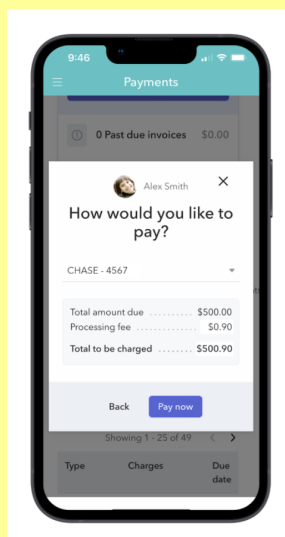 9:46
Payments
0 Past due invoices $0.00
Alex Smith
How would you like to
pay?
CHASE - 4567
Total amount due .......... $500.00
Processing fee ............. $0.90
Total to be charged ........ $500.90
Back Pay now
Showing 1 - 25 of 49
Type Charges Due
date